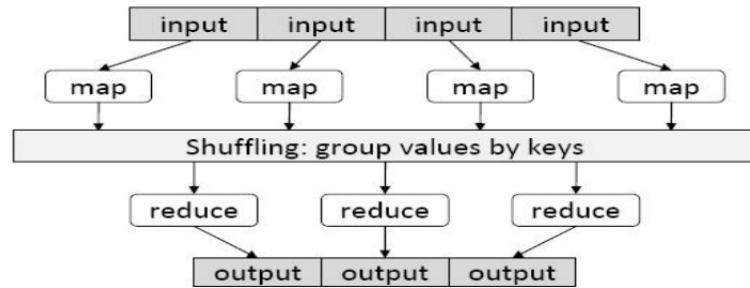 input input input input
map map map map
Shuffling: group values by keys
reduce reduce reduce
output output output